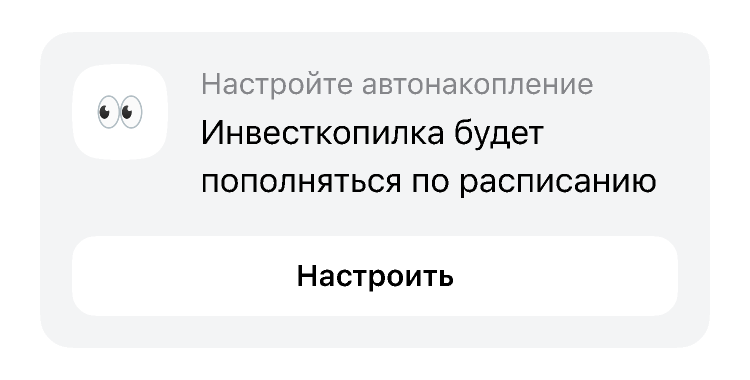 Настройте автонакопление
Инвесткопилка будет
пополняться по расписанию
Настроить